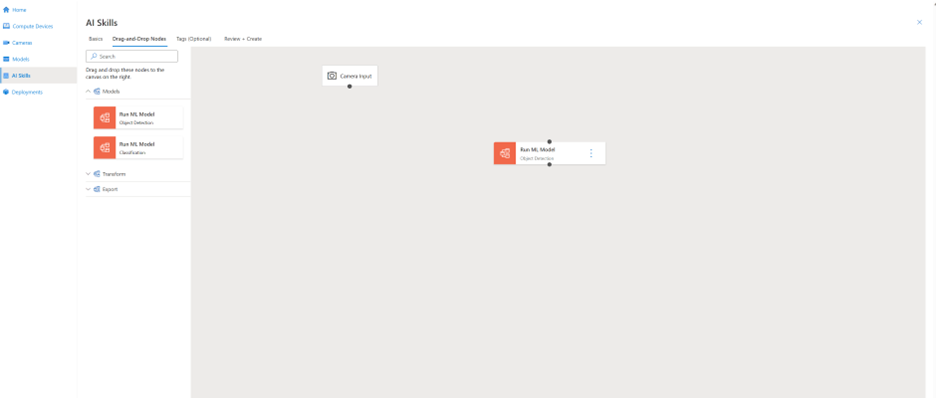 Home
Compute Devices
Cameras
Models
AI Skills
Deployments
AI Skills
Basics
Drag-and-Drop Nodes
Tags (Optional)
Review + Create
Search
Drag and drop these nodes to the
canvas on the right
Models
Run ML Model
Object Detection
Run ML Model
Classification
Transform
Export
Camera Input
Run ML Model
Object Detection